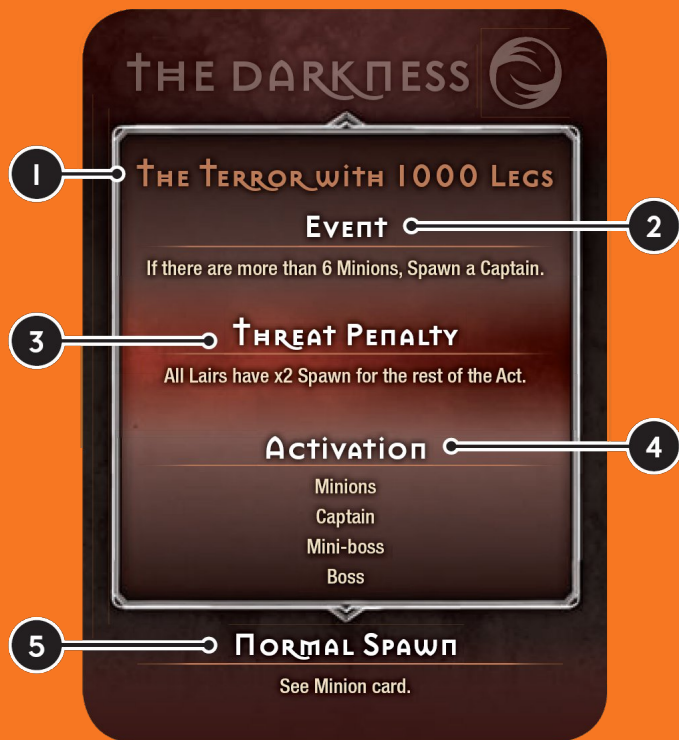 THE DARKNESS
1
THE TERROR WITH 1000 LEGS
EVENT
2
If there are more than 6 Minions, Spawn a Captain.
3
THREAT PENALTY
All Lairs have x2 Spawn for the rest of the Act.
ACTIVATION
4
Minions
Captain
Mini-boss
Boss
5
NORMAL SPAWN
See Minion card.